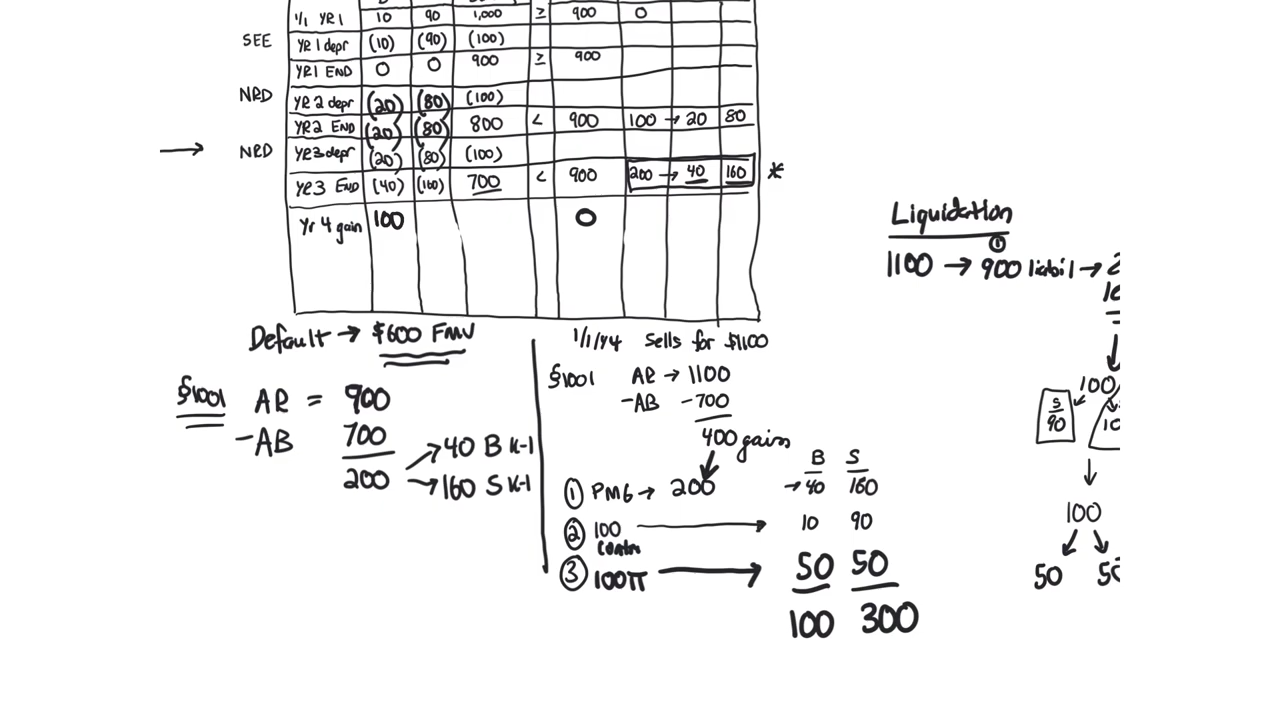 1/1 YR1 10 90 1,000 ≥ 900 0
SEE YR 1 depr (10) (90) (100)
YR1 END 0 0 900 ≥ 900
NRD YR 2 depr (20) (80) (100)
YR2 END (20) (80) 800 < 900 100 → 20 80
→ NRD YR3 depr (20) (80) (100)
YR3 END (40) (160) 700 < 900 200 → 40 160 *
Yr 4 gain 100 0
Liquidation
1100 → ① 900 liabil →
Default → $600 FMV
§1001 AR = 900
-AB 700
200 → 40 B K-1
→ 160 S K-1
1/1/Y4 Sells for $1100
§1001 AR → 1100
-AB -700
400 gains
B S
① PMG → 200 → 40 160
② 100 Contr → 10 90
③ 100π → 50 50
100 300
100
S
90
100
50